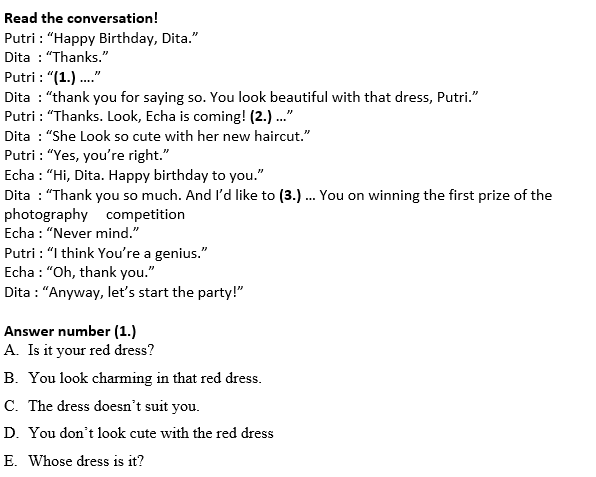 Read the conversation!
Putri : “Happy Birthday, Dita.”
Dita : “Thanks.”
Putri : “(1.) ....”
Dita : “thank you for saying so. You look beautiful with that dress, Putri.”
Putri : “Thanks. Look, Echa is coming! (2.) ...”
Dita : “She Look so cute with her new haircut.”
Putri : “Yes, you’re right.”
Echa : “Hi, Dita. Happy birthday to you.”
Dita : “Thank you so much. And I’d like to (3.) ... You on winning the first prize of the
photography competition
Echa : “Never mind.”
Putri : “I think You’re a genius.”
Echa : “Oh, thank you.”
Dita : “Anyway, let’s start the party!”
Answer number (1.)
A. Is it your red dress?
B. You look charming in that red dress.
C. The dress doesn’t suit you.
D. You don’t look cute with the red dress
E. Whose dress is it?